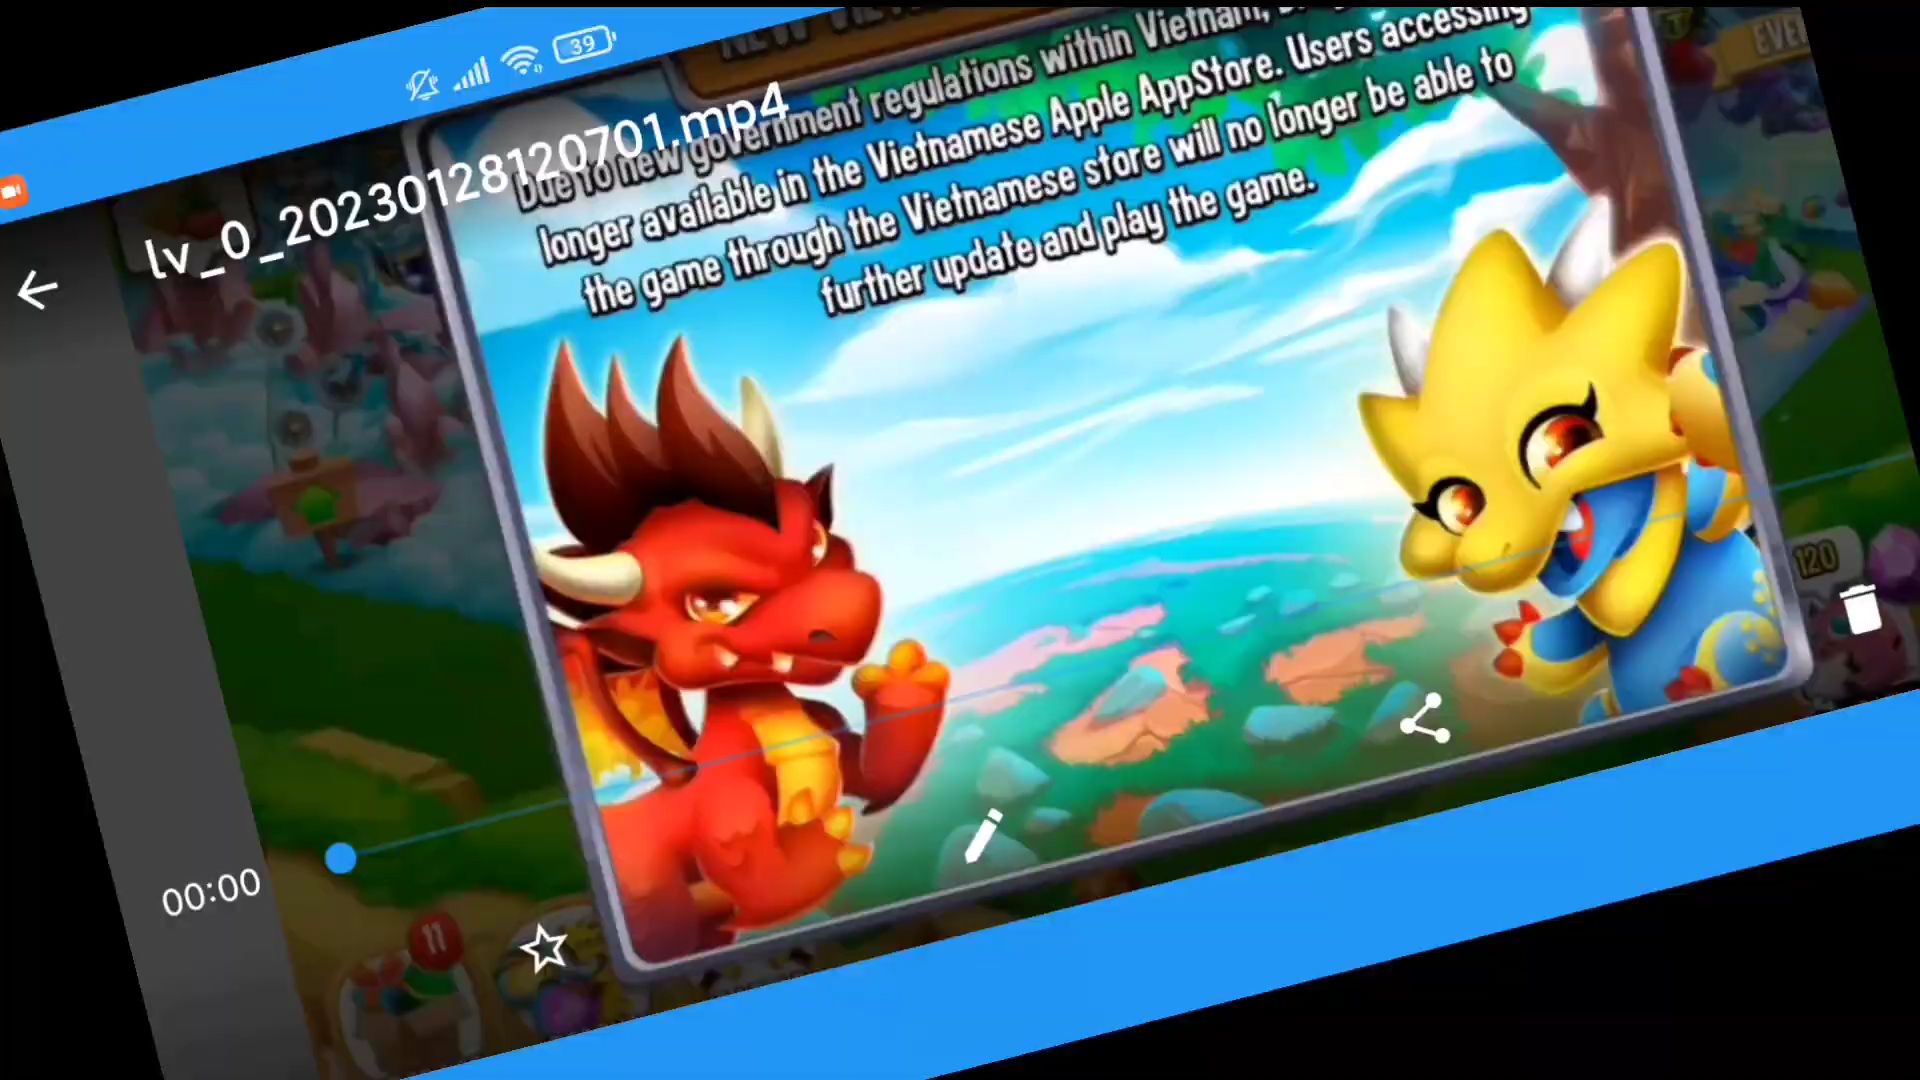 39
lv_0_20230128120701.mp4
EVE
Due to new government regulations within Vietnam,
longer available in the Vietnamese Apple AppStore. Users accessing
the game through the Vietnamese store will no longer be able to
further update and play the game.
120
00:00
11